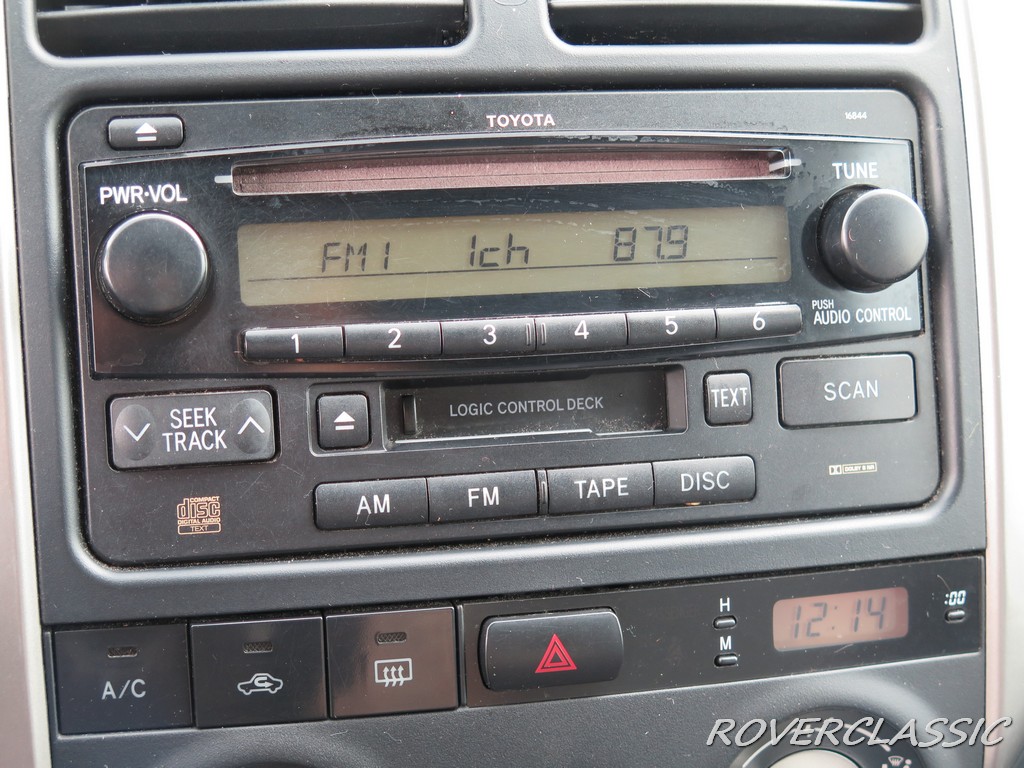 TOYOTA
16844
PWR·VOL
TUNE
FM1 1ch 87.9
PUSH
AUDIO CONTROL
1 2 3 4 5 6
SEEK
TRACK
LOGIC CONTROL DECK
TEXT
SCAN
AM FM TAPE DISC
DOLBY B NR
COMPACT
disc
DIGITAL AUDIO
TEXT
H
M
12:14
:00
A/C
ROVERCLASSIC